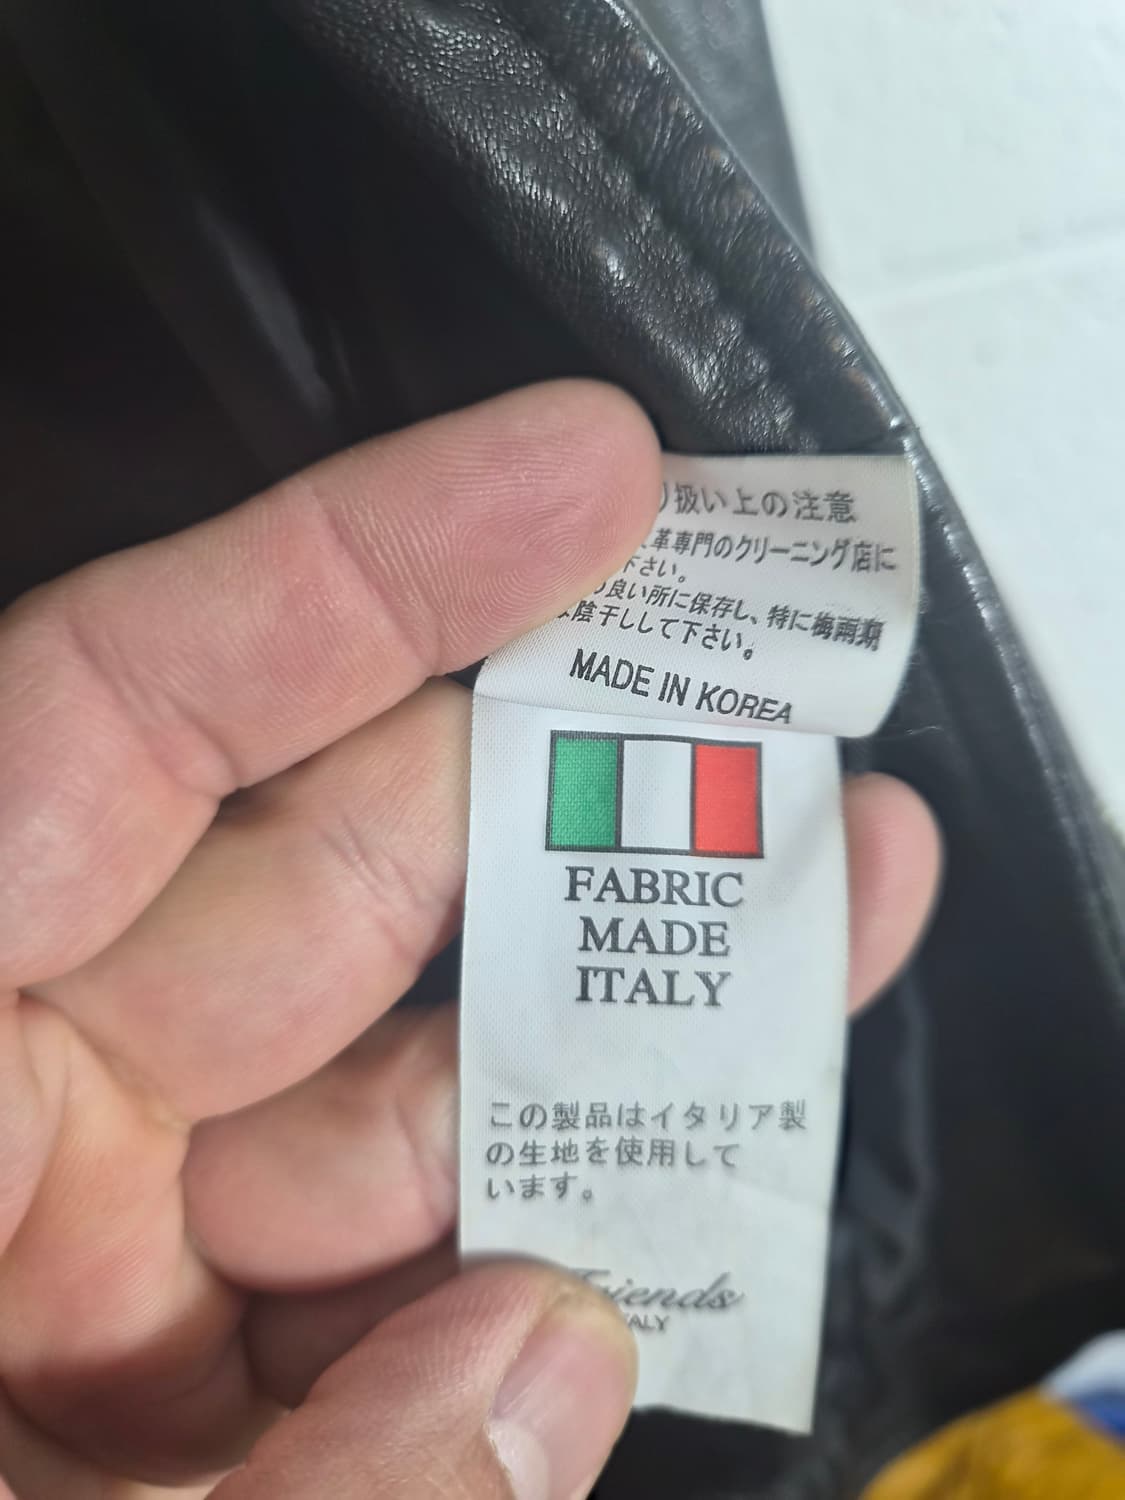 扱い上の注意
革専門のクリーニング店に
下さい。
良い所に保存し、特に梅雨期
陰干しして下さい。
MADE IN KOREA
FABRIC
MADE
ITALY
この製品はイタリア製
の生地を使用して
います。
Friends